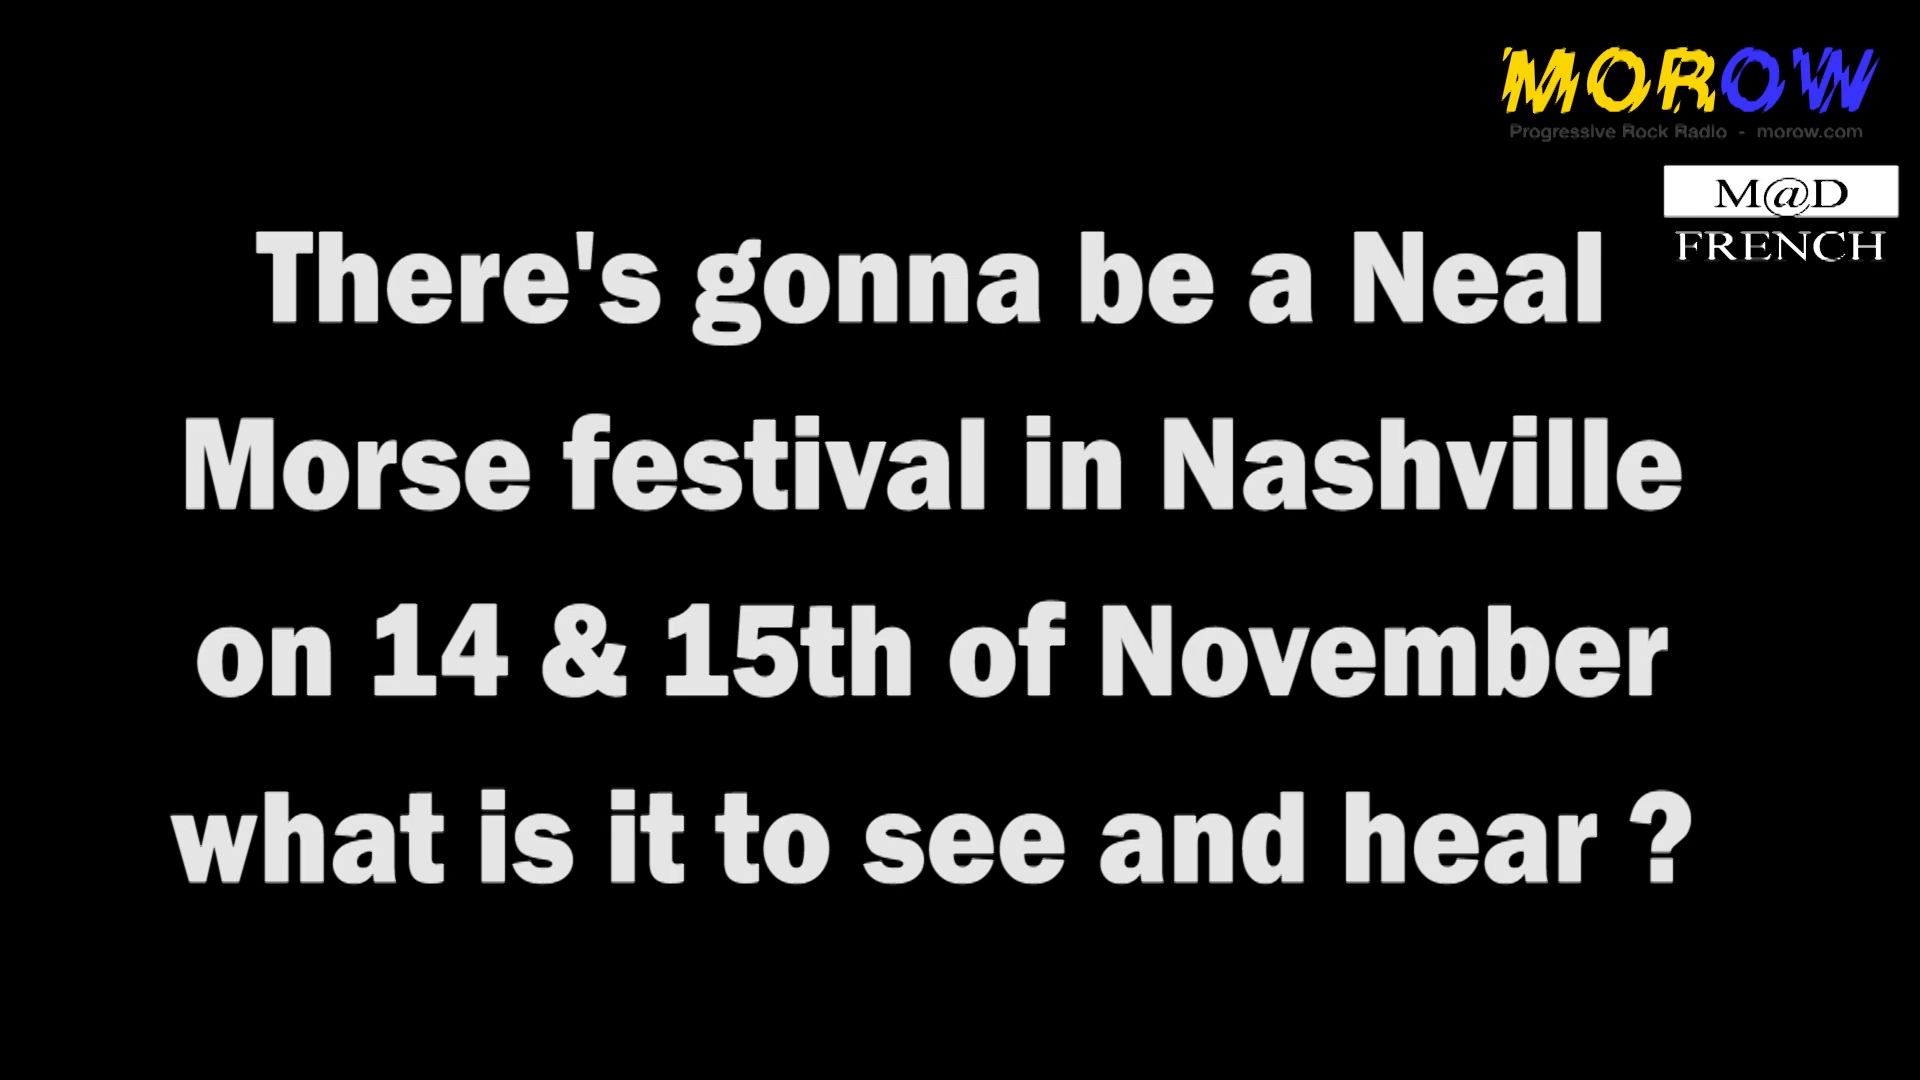 MOROW
Progressive Rock Radio - morow.com
M@D
FRENCH
There's gonna be a Neal
Morse festival in Nashville
on 14 & 15th of November
what is it to see and hear ?